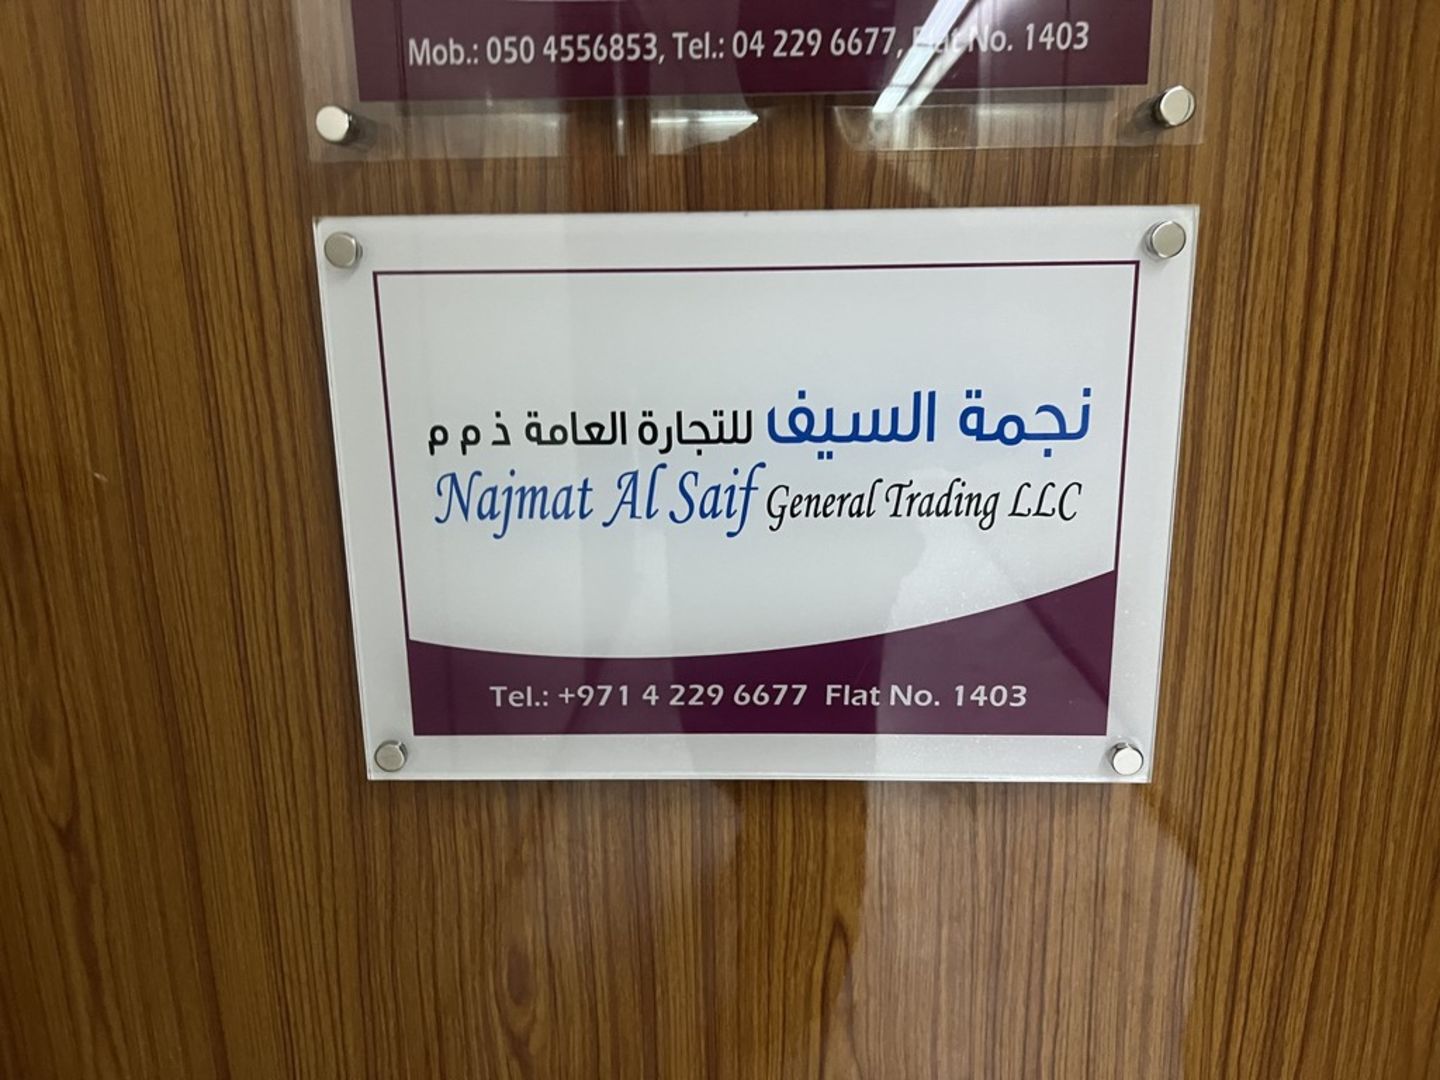 Mob.: 050 4556853, Tel.: 04 229 6677, Flat No. 1403
نجمة السيف للتجارة العامة ذ م م
Najmat Al Saif General Trading LLC
Tel.: +971 4 229 6677 Flat No. 1403